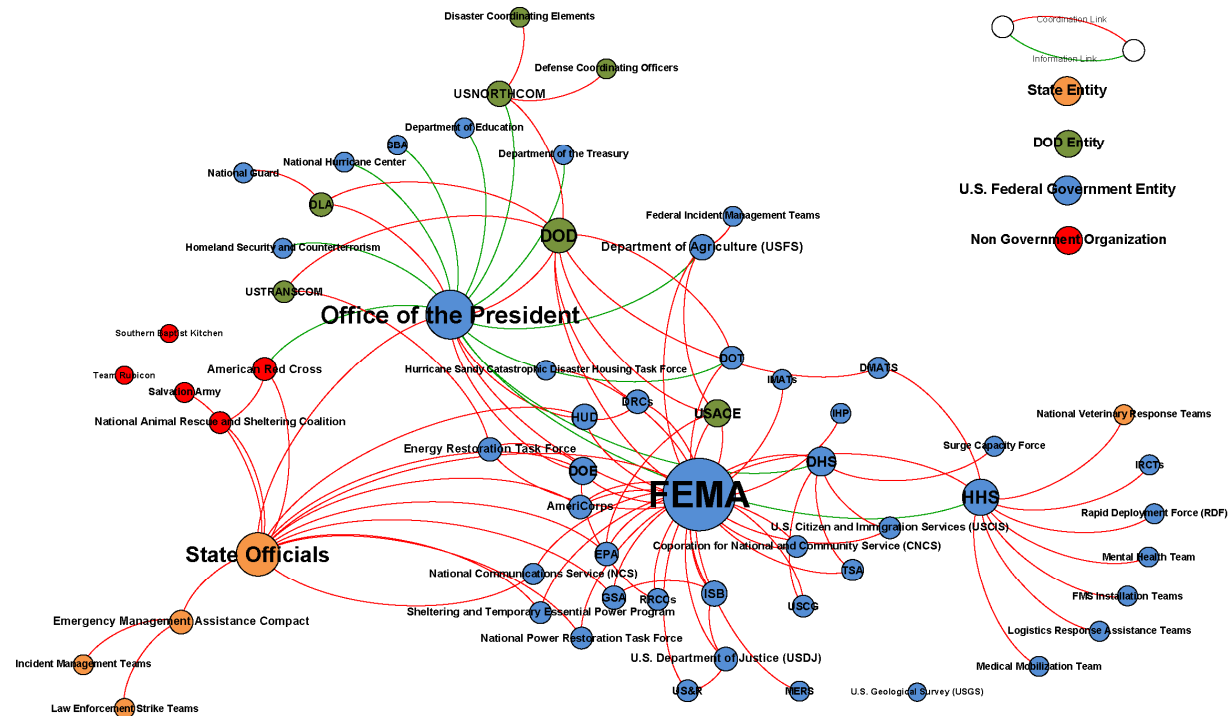 Disaster Coordinating Elements
Coordination Link
Information Link
Defense Coordinating Officers
USNORTHCOM
State Entity
Department of Education
GBA
DOD Entity
National Hurricane Center
Department of the Treasury
National Guard
U.S. Federal Government Entity
DLA
Federal Incident Management Teams
DOD
Non Government Organization
Homeland Security and Counterterrorism
Department of Agriculture (USFS)
USTRANSCOM
Office of the President
Southern Baptist Kitchen
DOT
American Red Cross
Hurricane Sandy Catastrophic Disaster Housing Task Force
DMATS
Team Rubicon
IMATs
Salvation Army
DRCs
National Animal Rescue and Sheltering Coalition
HUD
USACE
IHP
National Veterinary Response Teams
Energy Restoration Task Force
Surge Capacity Force
DOE
DHS
IRCTs
FEMA
HHS
AmeriCorps
Rapid Deployment Force (RDF)
U.S. Citizen and Immigration Services (USCIS)
State Officials
EPA
Coporation for National and Community Service (CNCS)
Mental Health Team
National Communications Service (NCS)
TSA
GSA
RRCCs
ISB
FMS Installation Teams
Sheltering and Temporary Essential Power Program
USCG
Emergency Management Assistance Compact
Logistics Response Assistance Teams
National Power Restoration Task Force
Incident Management Teams
U.S. Department of Justice (USDJ)
Medical Mobilization Team
US&R
MERS
U.S. Geological Survey (USGS)
Law Enforcement Strike Teams